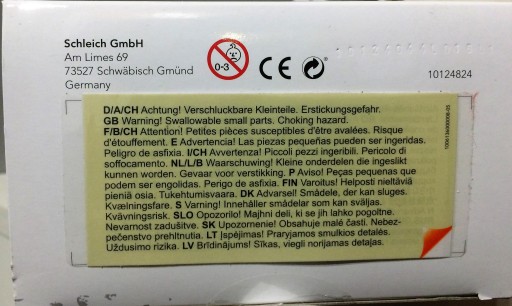 Schleich GmbH
Am Limes 69
73527 Schwäbisch Gmünd
Germany
0-3
CE
10124824
D/A/CH Achtung! Verschluckbare Kleinteile. Erstickungsgefahr.
GB Warning! Swallowable small parts. Choking hazard.
F/B/CH Attention! Petites pièces susceptibles d'être avalées. Risque
d'étouffement. E Advertencia! Las piezas pequeñas pueden ser ingeridas.
Peligro de asfixia. I/CH Avvertenza! Piccoli pezzi ingeribili. Pericolo di
soffocamento. NL/L/B Waarschuwing! Kleine onderdelen die ingeslikt
kunnen worden. Gevaar voor verstikking. P Aviso! Peças pequenas que
podem ser engolidas. Perigo de asfixia. FIN Varoitus! Helposti nieltäviä
pieniä osia. Tukehtumisvaara. DK Advarsel! Smådele, der kan sluges.
Kvælningsfare. S Varning! Innehåller smådelar som kan sväljas.
Kvävningsrisk. SLO Opozorilo! Majhni deli, ki se jih lahko pogoltne.
Nevarnost zadušitve. SK Upozornenie! Obsahuje malé časti. Nebez-
pečenstvo prehltnutia. LT Įspėjimas! Praryjamos smulkios detalės.
Uždusimo rizika. LV Brīdinājums! Sīkas, viegli norijamas detaļas.